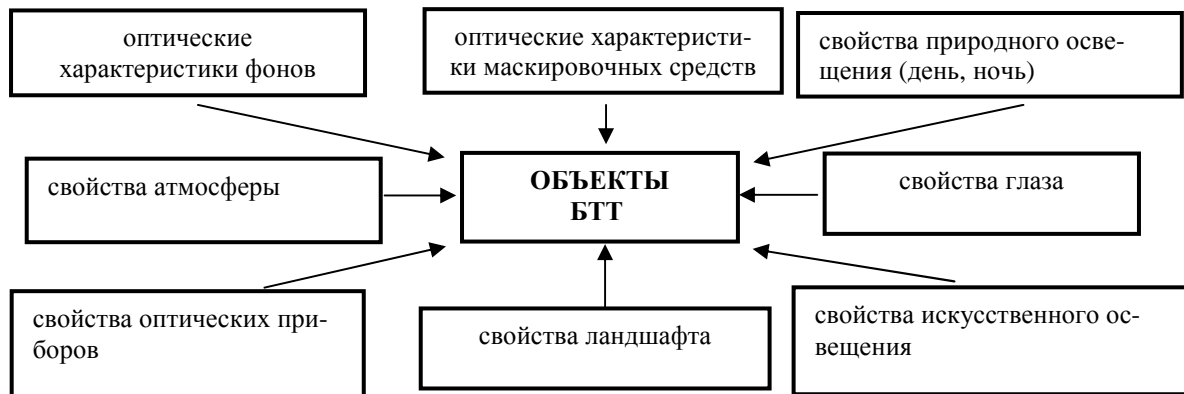 оптические
характеристики фонов
оптические характеристи-
ки маскировочных средств
свойства природного осве-
щения (день, ночь)
свойства атмосферы
ОБЪЕКТЫ
БТТ
свойства глаза
свойства оптических при-
боров
свойства ландшафта
свойства искусственного ос-
вещения